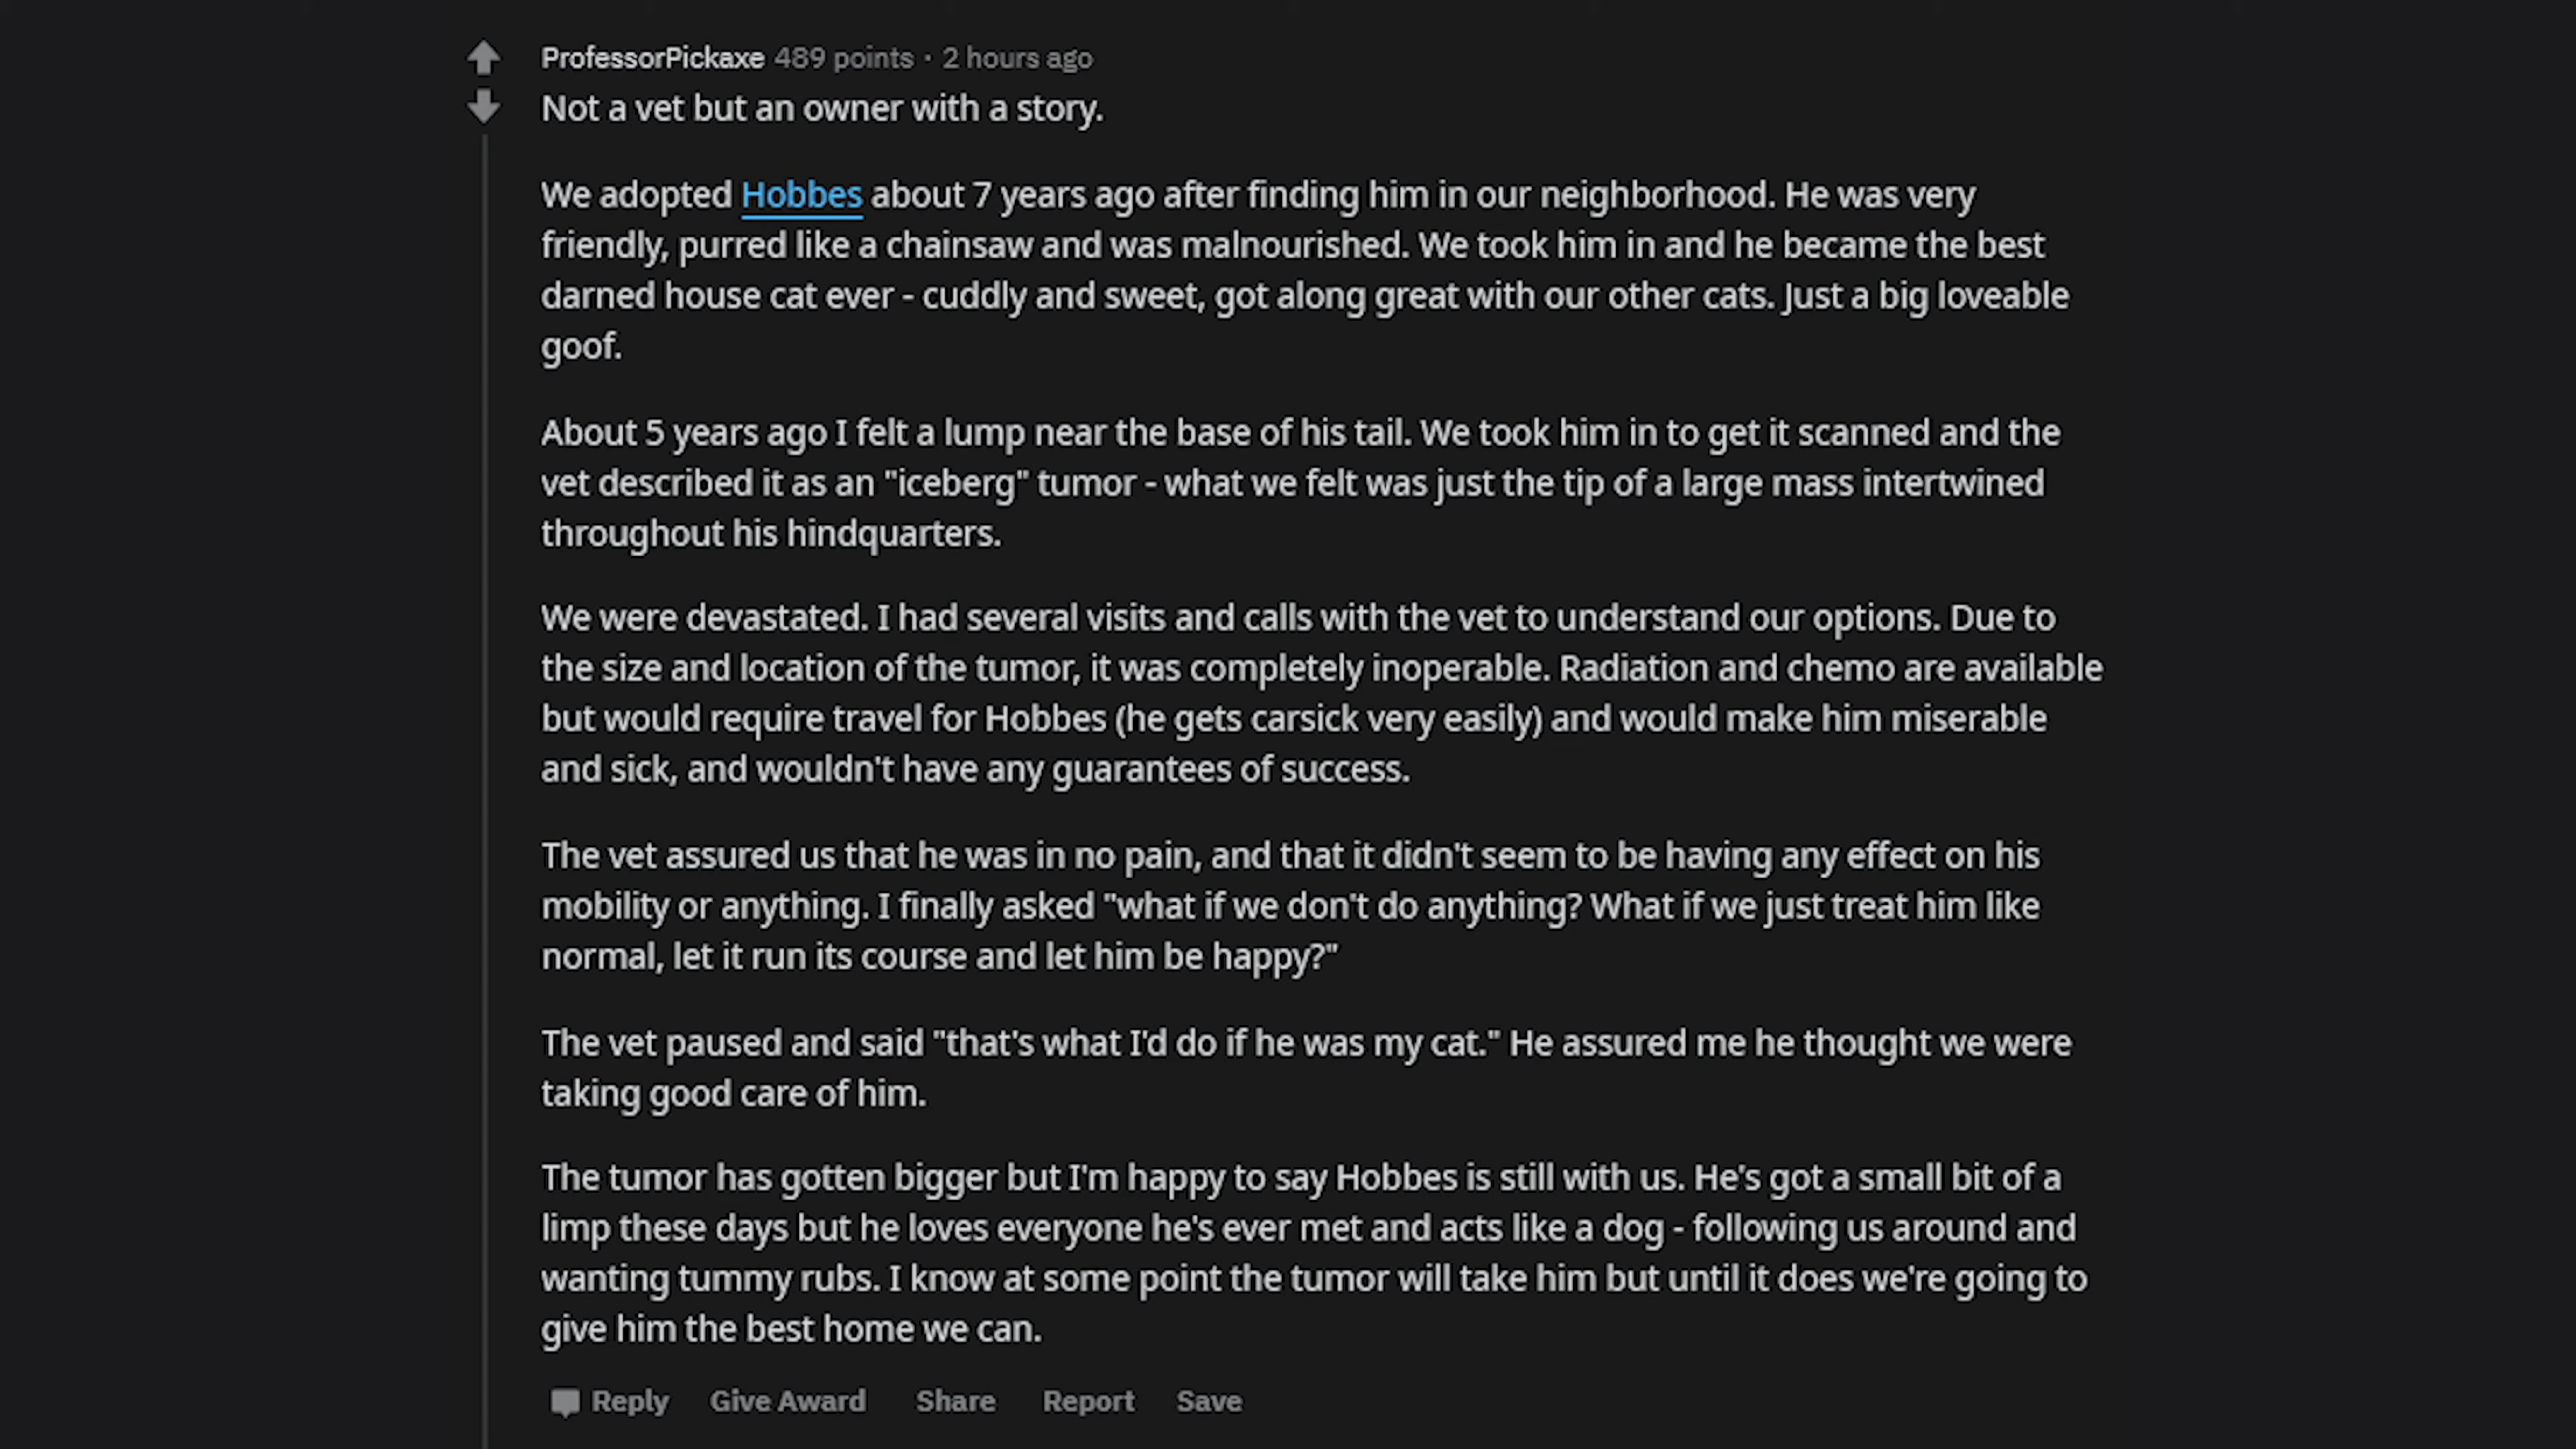 ProfessorPickaxe 489 points · 2 hours ago
Not a vet but an owner with a story.
We adopted Hobbes about 7 years ago after finding him in our neighborhood. He was very
friendly, purred like a chainsaw and was malnourished. We took him in and he became the best
darned house cat ever - cuddly and sweet, got along great with our other cats. Just a big loveable
goof.
About 5 years ago I felt a lump near the base of his tail. We took him in to get it scanned and the
vet described it as an "iceberg" tumor - what we felt was just the tip of a large mass intertwined
throughout his hindquarters.
We were devastated. I had several visits and calls with the vet to understand our options. Due to
the size and location of the tumor, it was completely inoperable. Radiation and chemo are available
but would require travel for Hobbes (he gets carsick very easily) and would make him miserable
and sick, and wouldn't have any guarantees of success.
The vet assured us that he was in no pain, and that it didn't seem to be having any effect on his
mobility or anything. I finally asked "what if we don't do anything? What if we just treat him like
normal, let it run its course and let him be happy?"
The vet paused and said "that's what I'd do if he was my cat." He assured me he thought we were
taking good care of him.
The tumor has gotten bigger but I'm happy to say Hobbes is still with us. He's got a small bit of a
limp these days but he loves everyone he's ever met and acts like a dog - following us around and
wanting tummy rubs. I know at some point the tumor will take him but until it does we're going to
give him the best home we can.
Reply Give Award Share Report Save